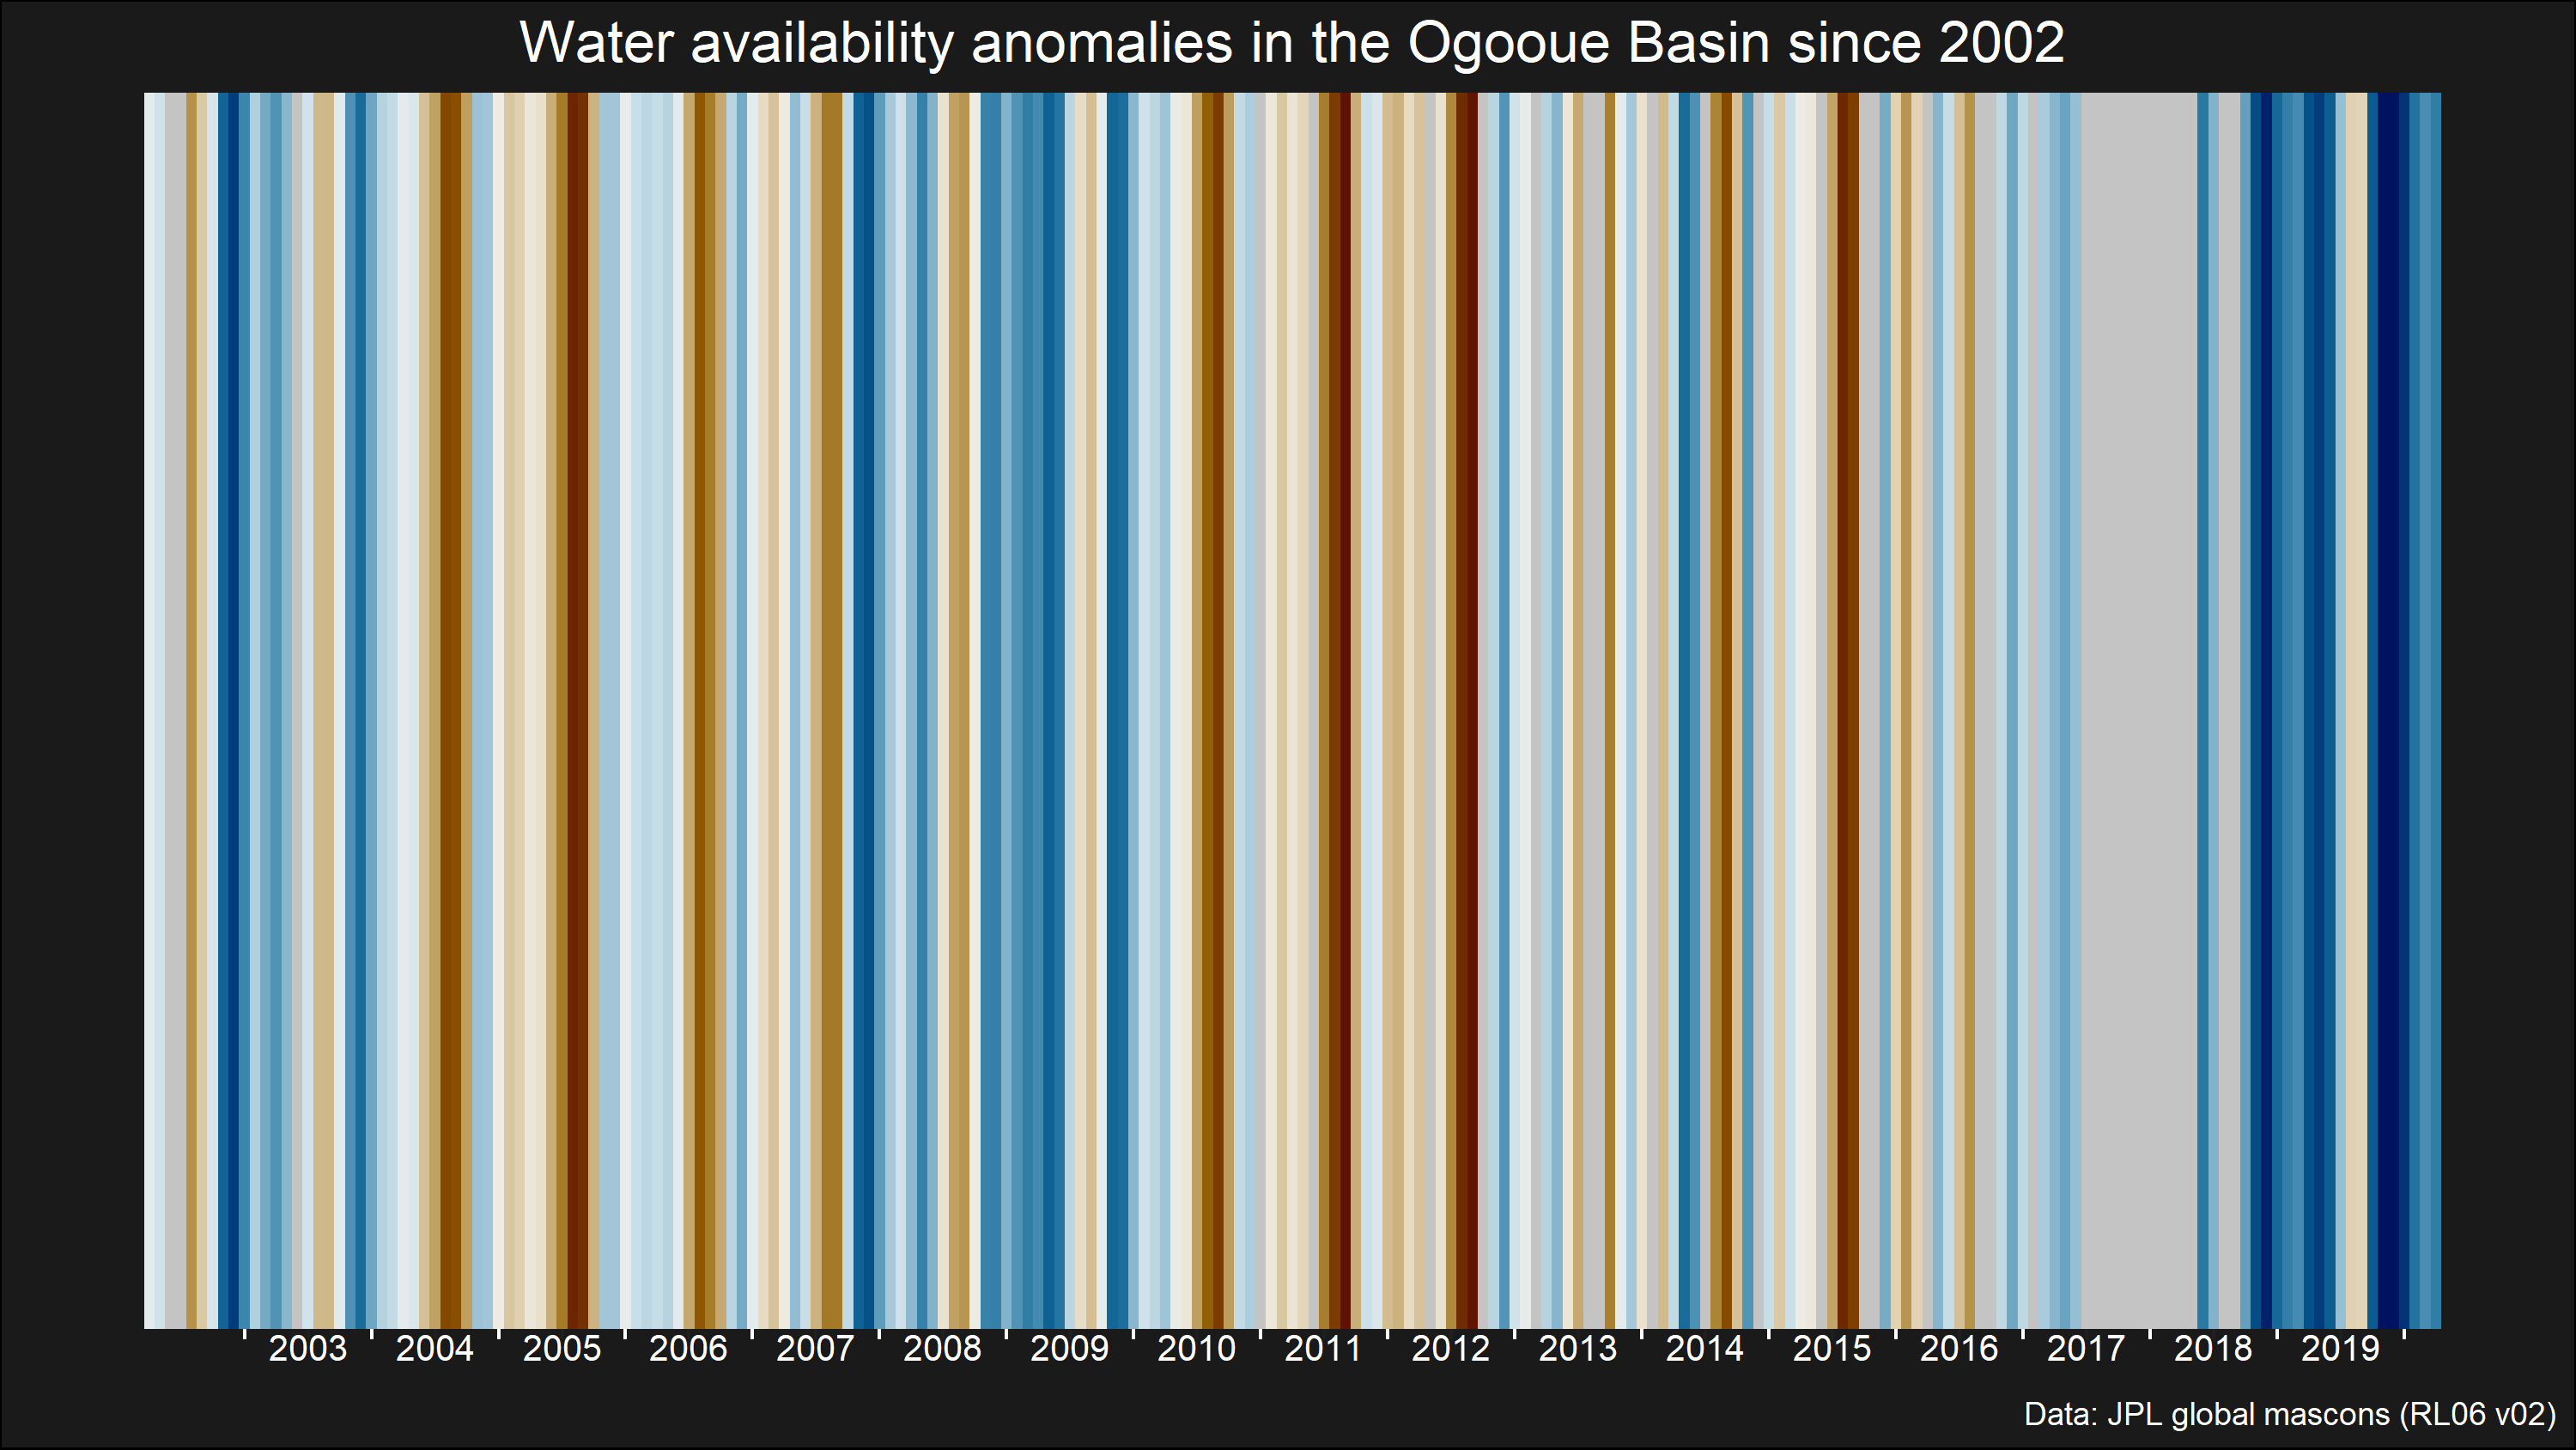 Water availability anomalies in the Ogooue Basin since 2002
2003 2004 2005 2006 2007 2008 2009 2010 2011 2012 2013 2014 2015 2016 2017 2018 2019
Data: JPL global mascons (RL06 v02)